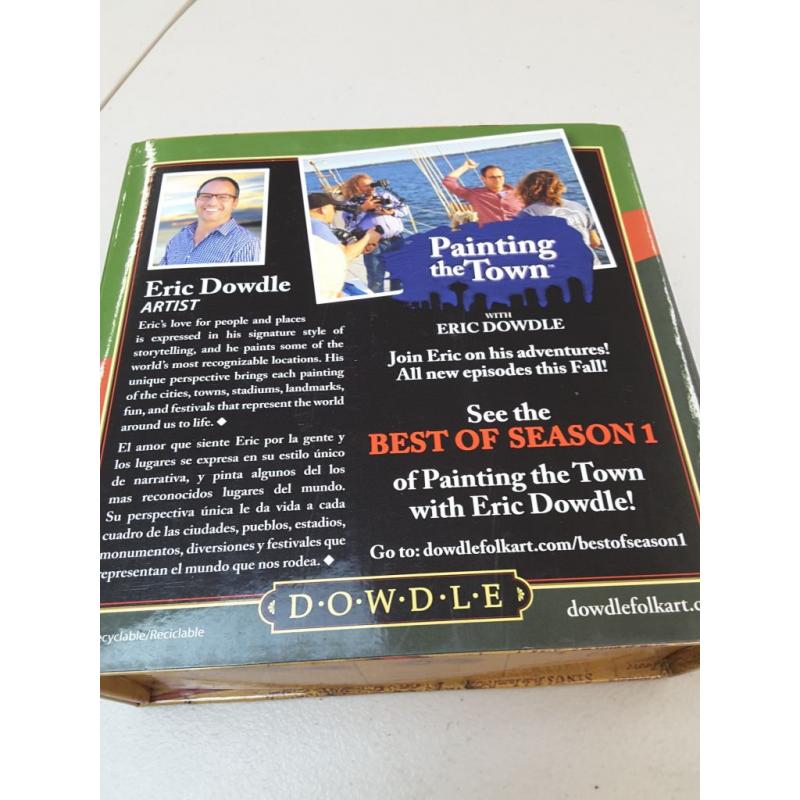 Eric Dowdle
ARTIST
Eric's love for people and places
is expressed in his signature style of
storytelling, and he paints some of the
world's most recognizable locations. His
unique perspective brings each painting
of the cities, towns, stadiums, landmarks,
fun, and festivals that represent the world
around us to life. ◆
El amor que siente Eric por la gente y
los lugares se expresa en su estilo único
de narrativa, y pinta algunos del los
mas reconocidos lugares del mundo.
Su perspectiva única le da vida a cada
cuadro de las ciudades, pueblos, estadios,
monumentos, diversiones y festivales que
representan el mundo que nos rodea. ◆
Painting
the Town™
WITH
ERIC DOWDLE
Join Eric on his adventures!
All new episodes this Fall!
See the
BEST OF SEASON 1
of Painting the Town
with Eric Dowdle!
Go to: dowdlefolkart.com/bestofseason1
D·O·W·D·L·E
ecyclable/Reciclable
dowdlefolkart.c